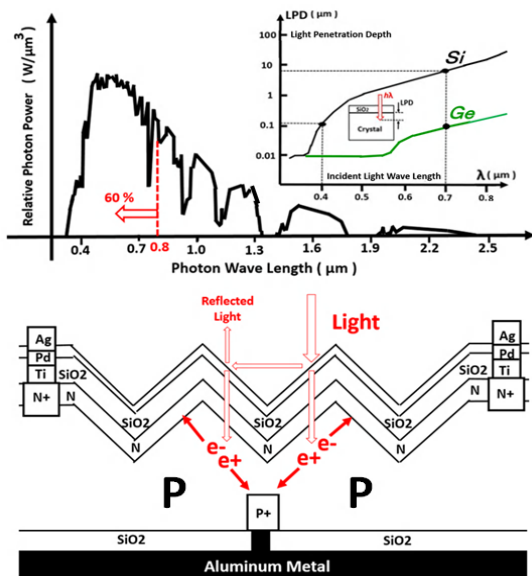 Relative Photon Power ( W/μm³)
60 %
0.4
0.7
0.8
1.0
1.3
1.6
1.8
2.2
2.5
Photon Wave Length ( μm )
LPD ( μm )
Light Penetration Depth
100
10
1
0.1
0.01
Si
Ge
hλ
SiO2
LPD
Crystal
Incident Light Wave Length
0.4
0.5
0.6
0.7
0.8
λ ( μm )
Reflected
Light
Light
Ag
Pd
Ti
N+
SiO2
N
SiO2
N
SiO2
N
SiO2
N
SiO2
N
Ag
Pd
Ti
N+
e-
e+
e-
e+
P
P
P+
SiO2
SiO2
Aluminum Metal